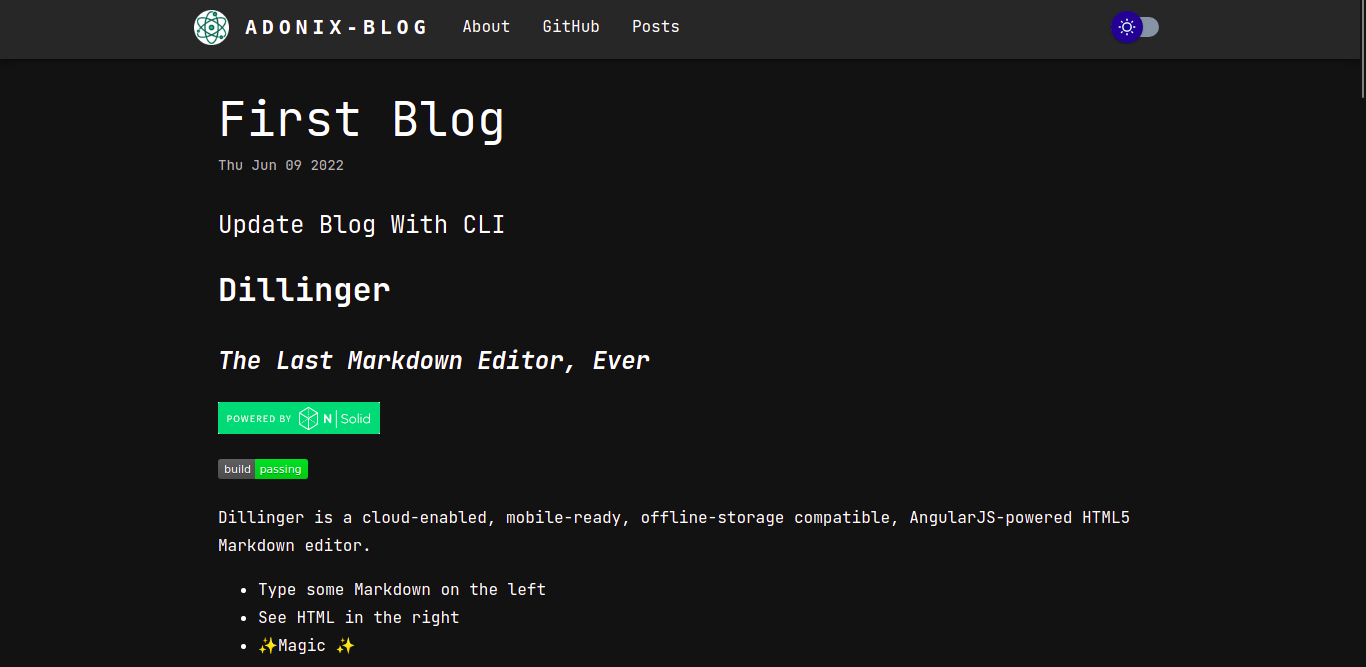 ADONIX-BLOG About GitHub Posts
First Blog
Thu Jun 09 2022
Update Blog With CLI
Dillinger
The Last Markdown Editor, Ever
POWERED BY N|Solid
build passing
Dillinger is a cloud-enabled, mobile-ready, offline-storage compatible, AngularJS-powered HTML5
Markdown editor.
• Type some Markdown on the left
• See HTML in the right
• ✨Magic ✨